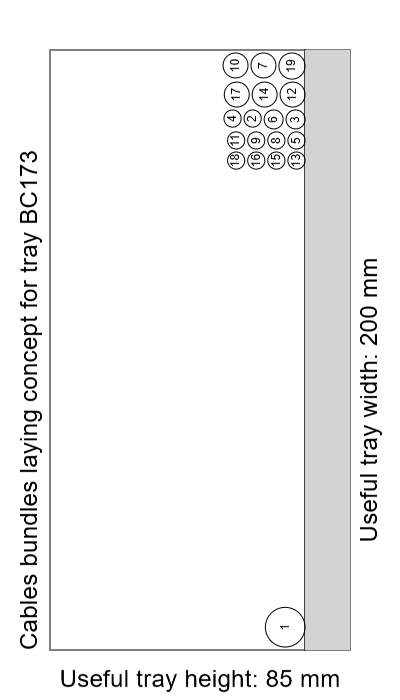 Cables bundles laying concept for tray BC173
10 7 19
17 14 12
4 2 6 3
11 9 8 5
18 16 15 13
1
Useful tray width: 200 mm
Useful tray height: 85 mm